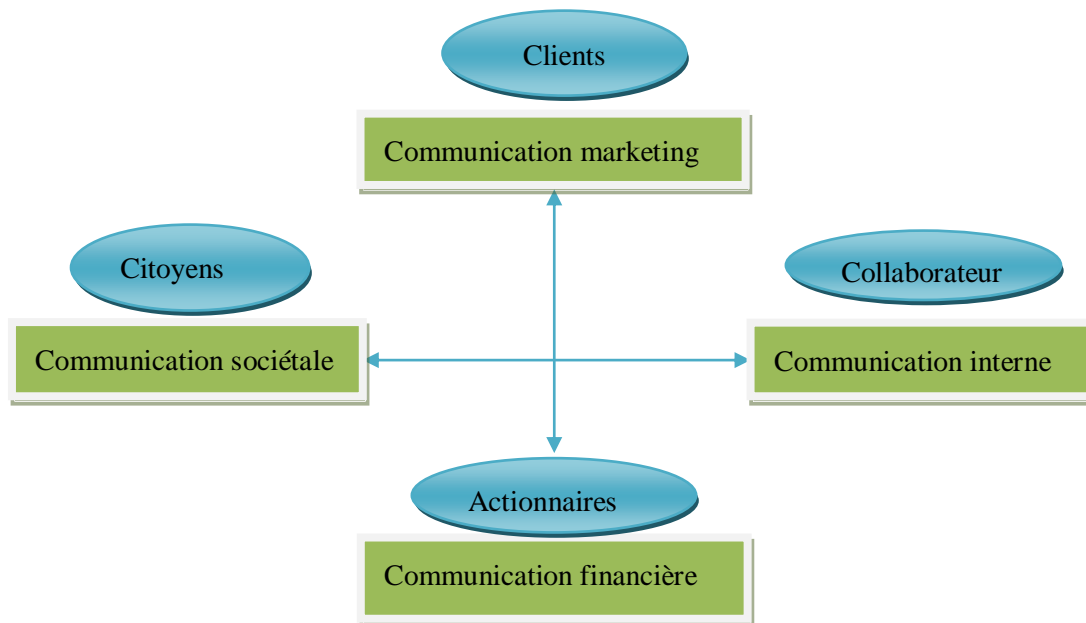 Clients
Communication marketing
Citoyens
Collaborateur
Communication sociétale
Communication interne
Actionnaires
Communication financière